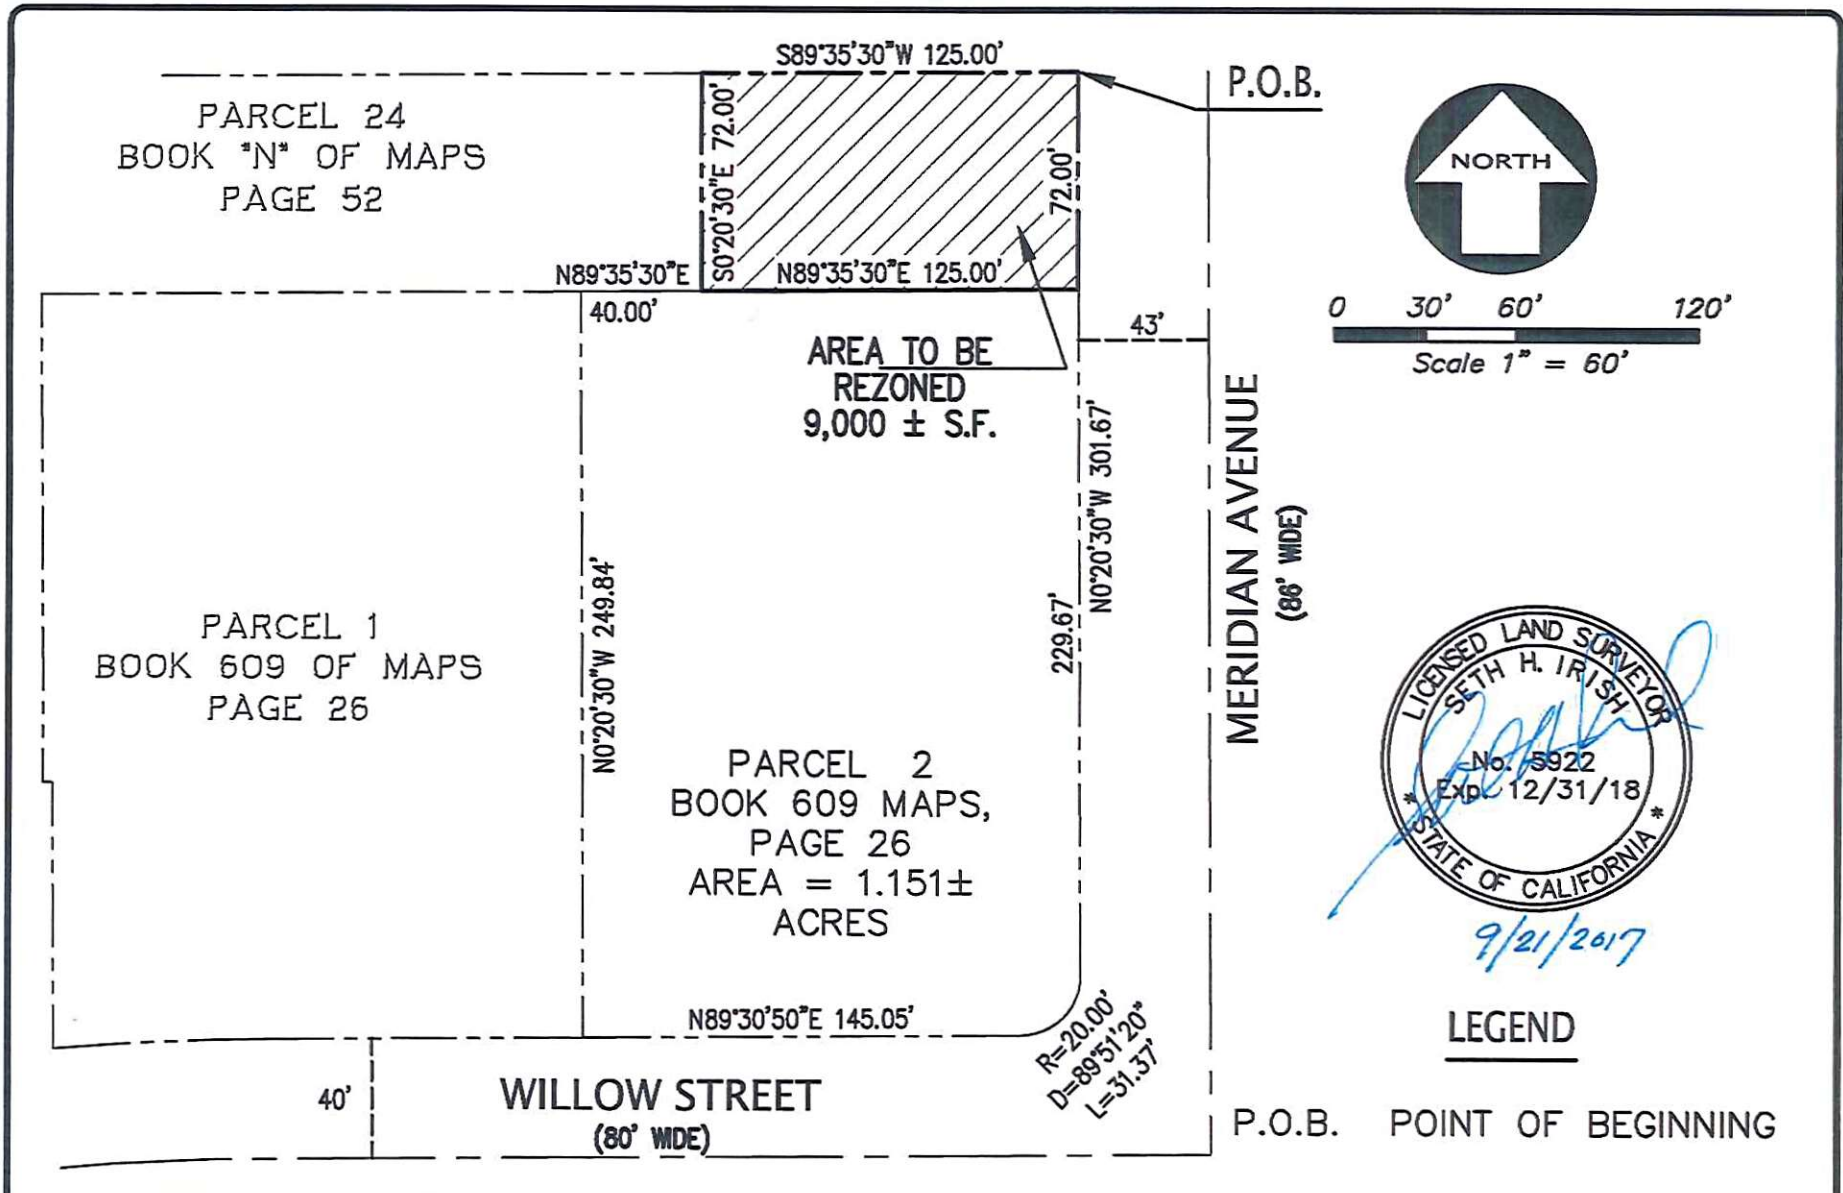 S89°35'30"W 125.00'
P.O.B.
PARCEL 24
BOOK "N" OF MAPS
PAGE 52
S0°20'30"E 72.00'
72.00'
NORTH
N89°35'30"E
N89°35'30"E 125.00'
40.00'
43'
0 30' 60' 120'
Scale 1" = 60'
AREA TO BE
REZONED
9,000 ± S.F.
N0°20'30"W 301.67'
MERIDIAN AVENUE
(86' WIDE)
N0°20'30"W 249.84'
229.67'
PARCEL 1
BOOK 609 OF MAPS
PAGE 26
PARCEL 2
BOOK 609 MAPS,
PAGE 26
AREA = 1.151±
ACRES
LICENSED LAND SURVEYOR
SETH H. IRISH
No. 5922
Exp. 12/31/18
* STATE OF CALIFORNIA *
9/21/2017
N89°30'50"E 145.05'
R=20.00'
D=89°51'20"
L=31.37'
LEGEND
40'
WILLOW STREET
(80' WIDE)
P.O.B. POINT OF BEGINNING